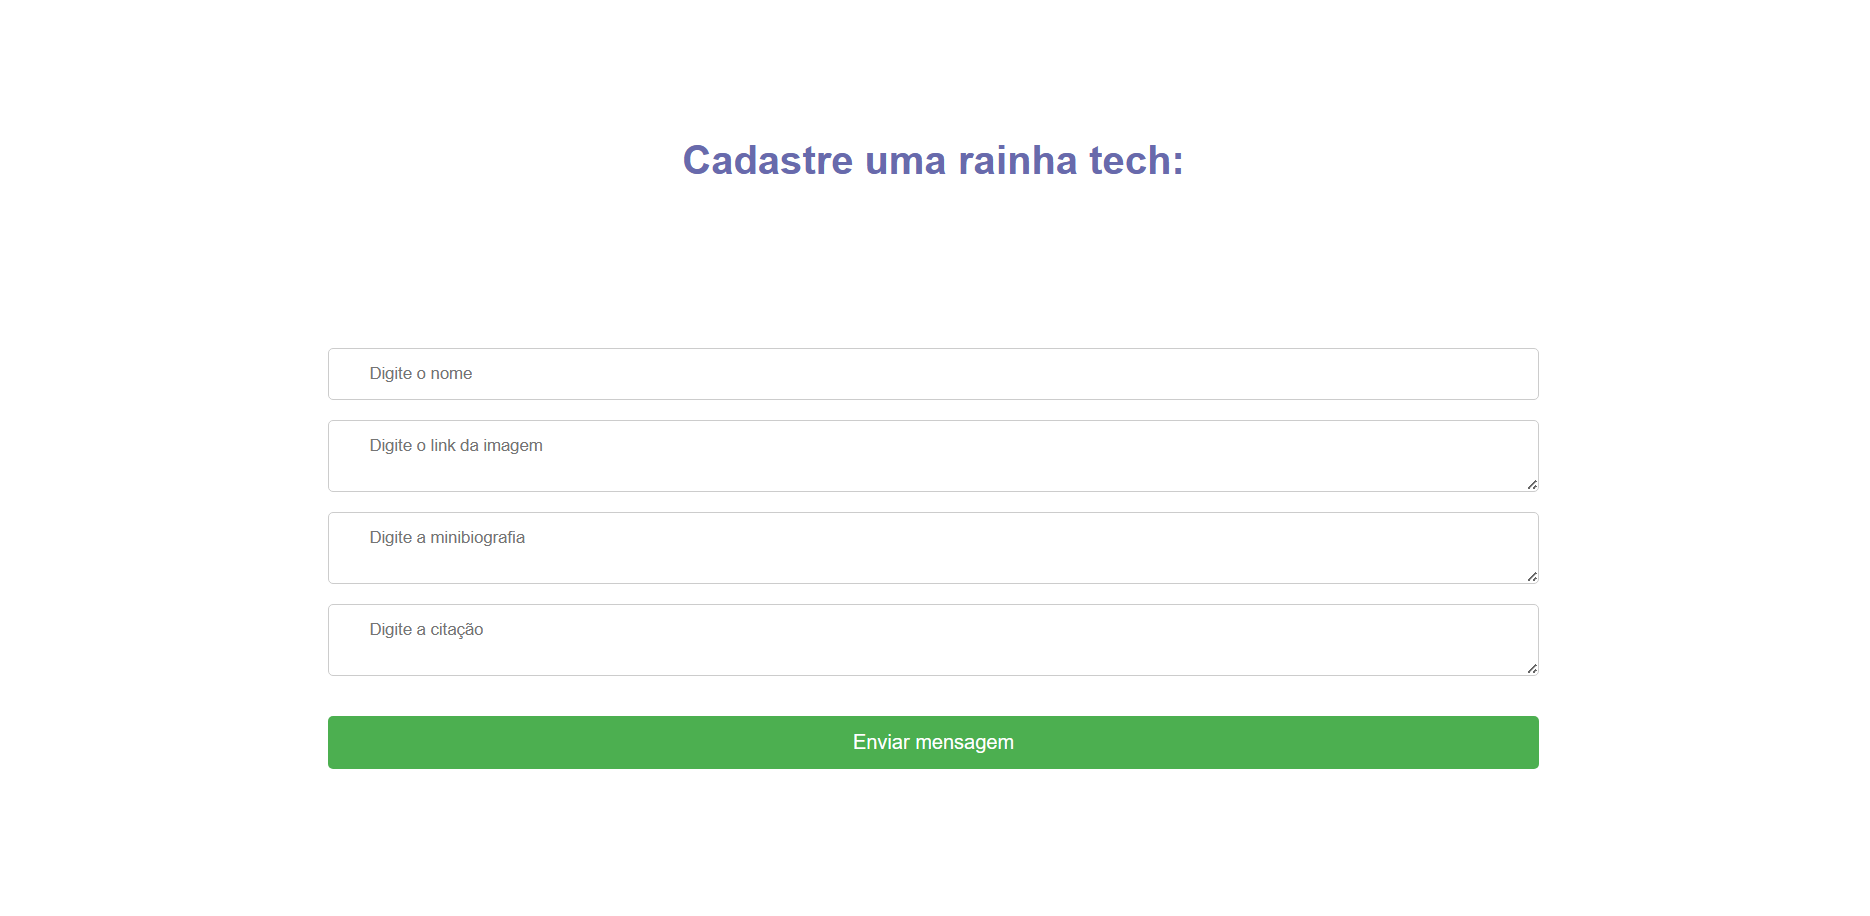 Cadastre uma rainha tech:
Digite o nome
Digite o link da imagem
Digite a minibiografia
Digite a citação
Enviar mensagem